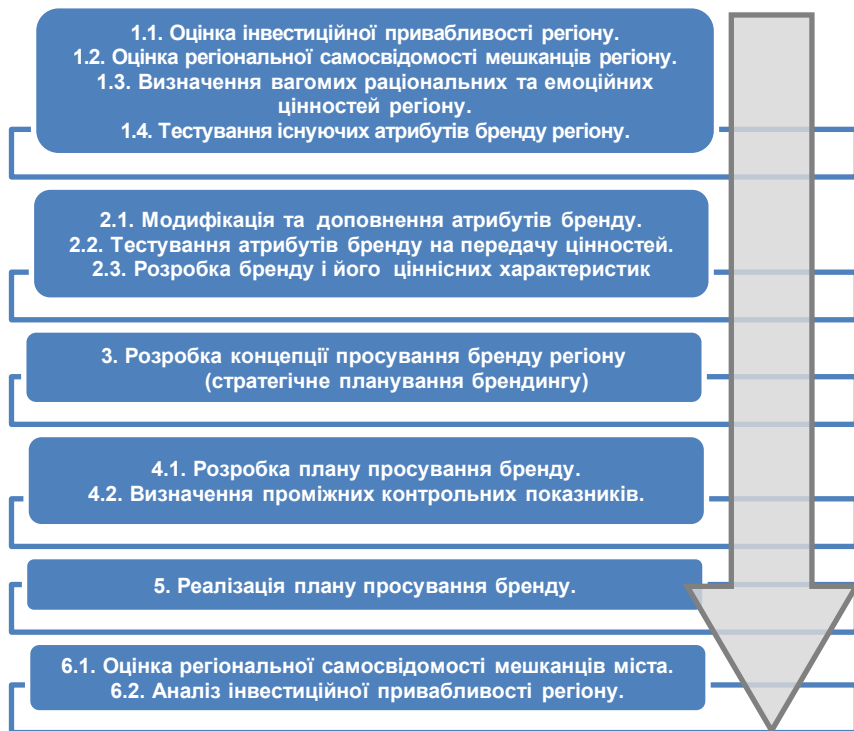 1.1. Оцінка інвестиційної привабливості регіону.
1.2. Оцінка регіональної самосвідомості мешканців регіону.
1.3. Визначення вагомих раціональних та емоційних
цінностей регіону.
1.4. Тестування існуючих атрибутів бренду регіону.
2.1. Модифікація та доповнення атрибутів бренду.
2.2. Тестування атрибутів бренду на передачу цінностей.
2.3. Розробка бренду і його ціннісних характеристик
3. Розробка концепції просування бренду регіону
(стратегічне планування брендингу)
4.1. Розробка плану просування бренду.
4.2. Визначення проміжних контрольних показників.
5. Реалізація плану просування бренду.
6.1. Оцінка регіональної самосвідомості мешканців міста.
6.2. Аналіз інвестиційної привабливості регіону.